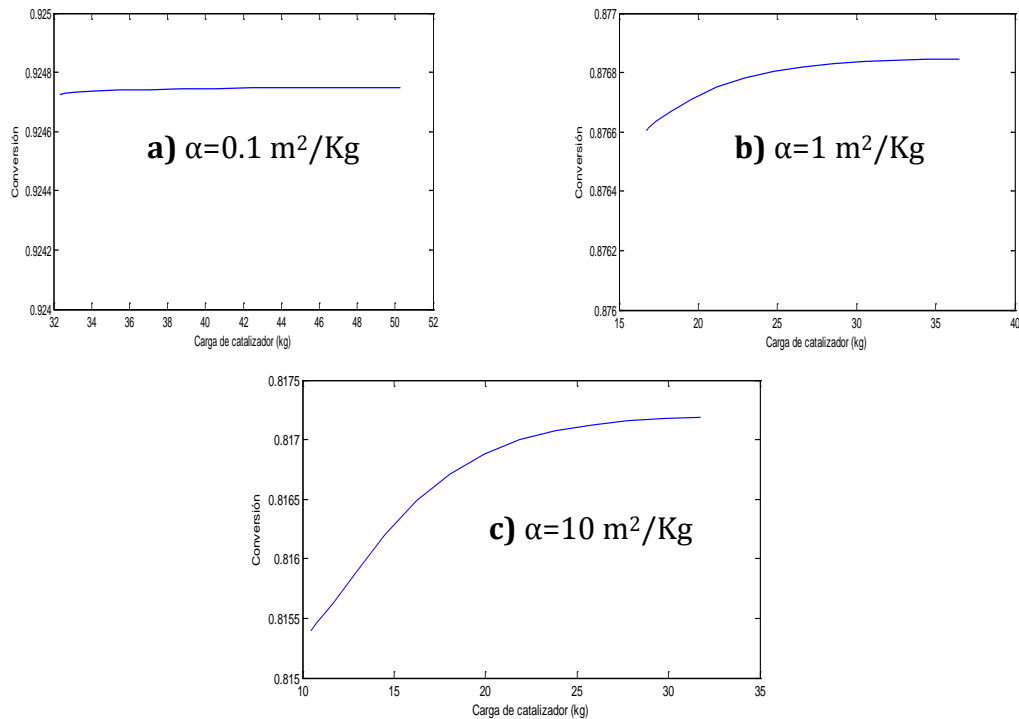 0.925
0.9248
0.9246
0.9244
0.9242
0.924
32 34 36 38 40 42 44 46 48 50 52
Conversión
Carga de catalizador (kg)
a) α=0.1 m²/Kg
0.877
0.8768
0.8766
0.8764
0.8762
0.876
15 20 25 30 35 40
Conversión
Carga de catalizador (kg)
b) α=1 m²/Kg
0.8175
0.817
0.8165
0.816
0.8155
0.815
10 15 20 25 30 35
Conversión
Carga de catalizador (kg)
c) α=10 m²/Kg